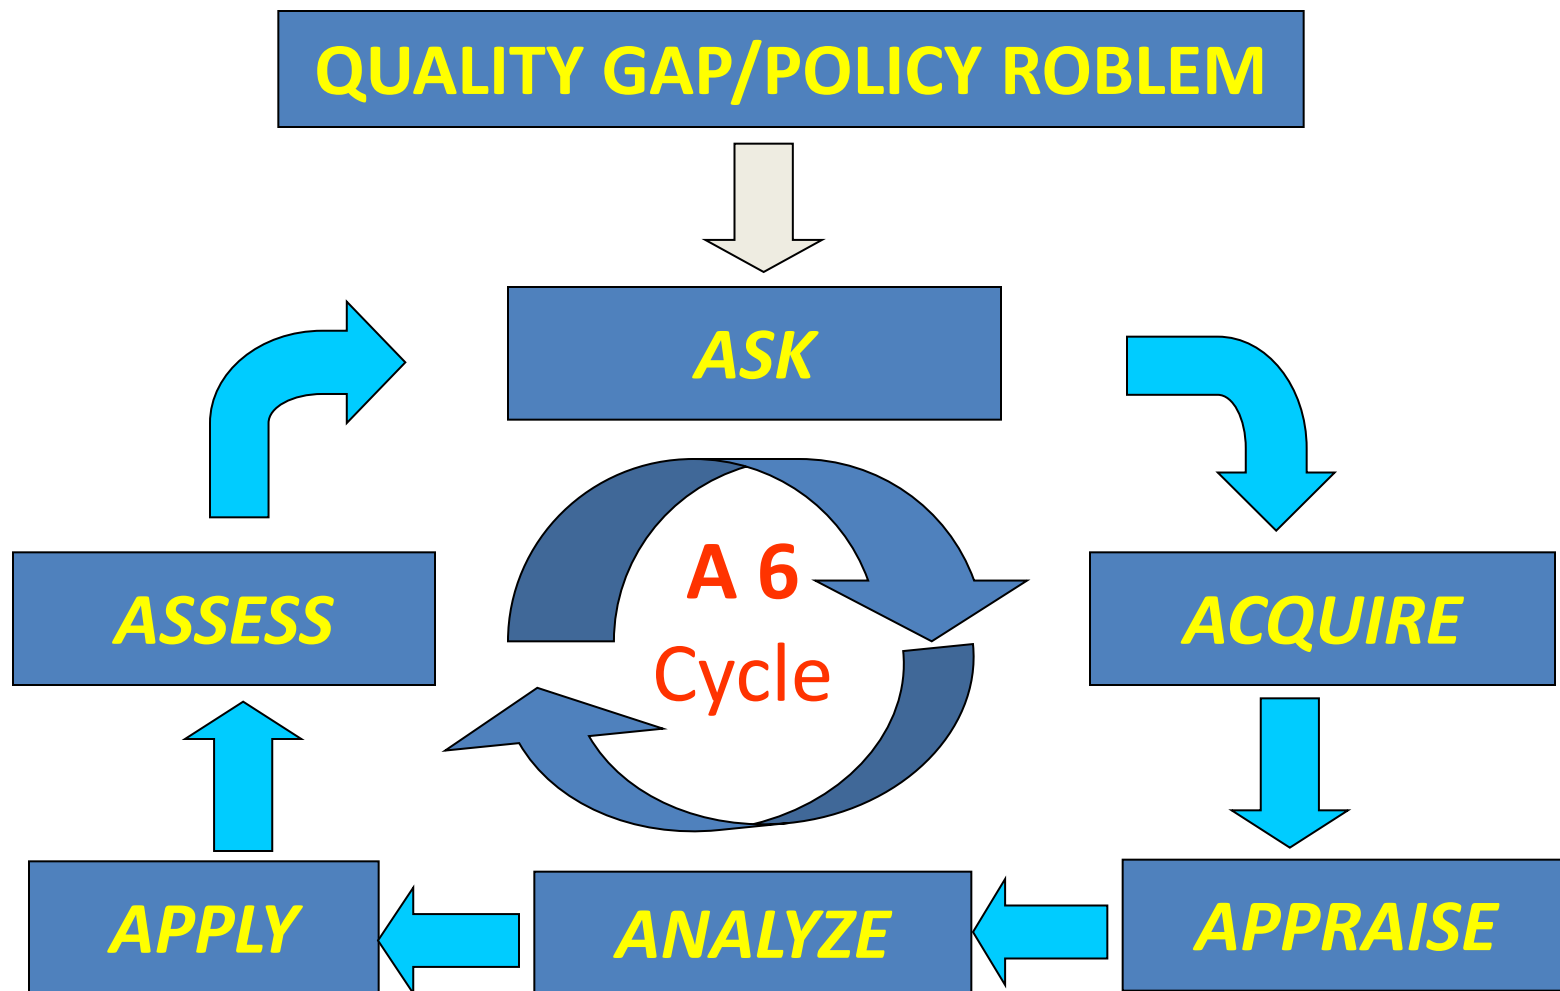 QUALITY GAP/POLICY ROBLEM
ASK
A 6
Cycle
ASSESS
ACQUIRE
APPLY
ANALYZE
APPRAISE